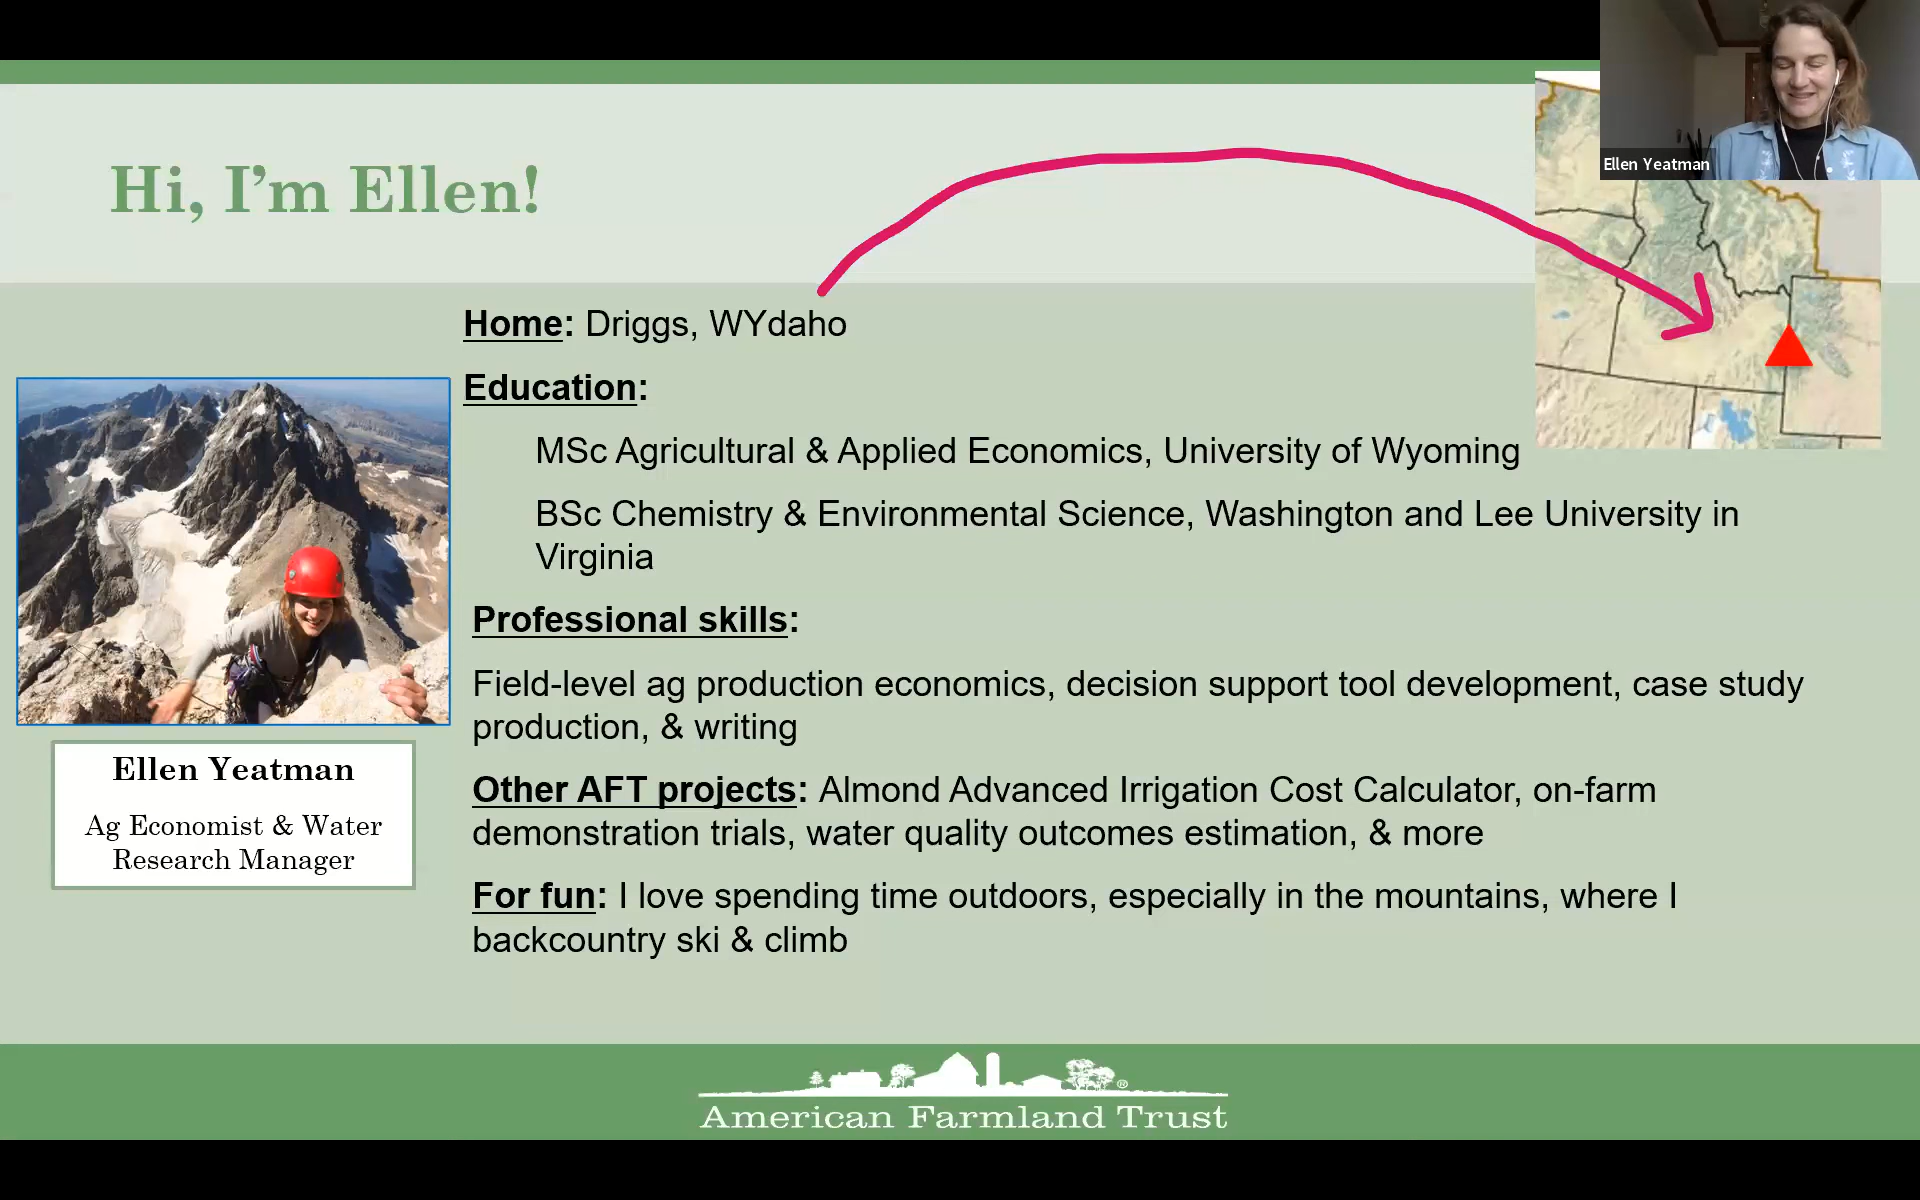 Ellen Yeatman
Hi, I'm Ellen!
Home: Driggs, WYdaho
Education:
MSc Agricultural & Applied Economics, University of Wyoming
BSc Chemistry & Environmental Science, Washington and Lee University in
Virginia
Professional skills:
Field-level ag production economics, decision support tool development, case study
production, & writing
Other AFT projects: Almond Advanced Irrigation Cost Calculator, on-farm
demonstration trials, water quality outcomes estimation, & more
For fun: I love spending time outdoors, especially in the mountains, where I
backcountry ski & climb
Ellen Yeatman
Ag Economist & Water
Research Manager
®
American Farmland Trust